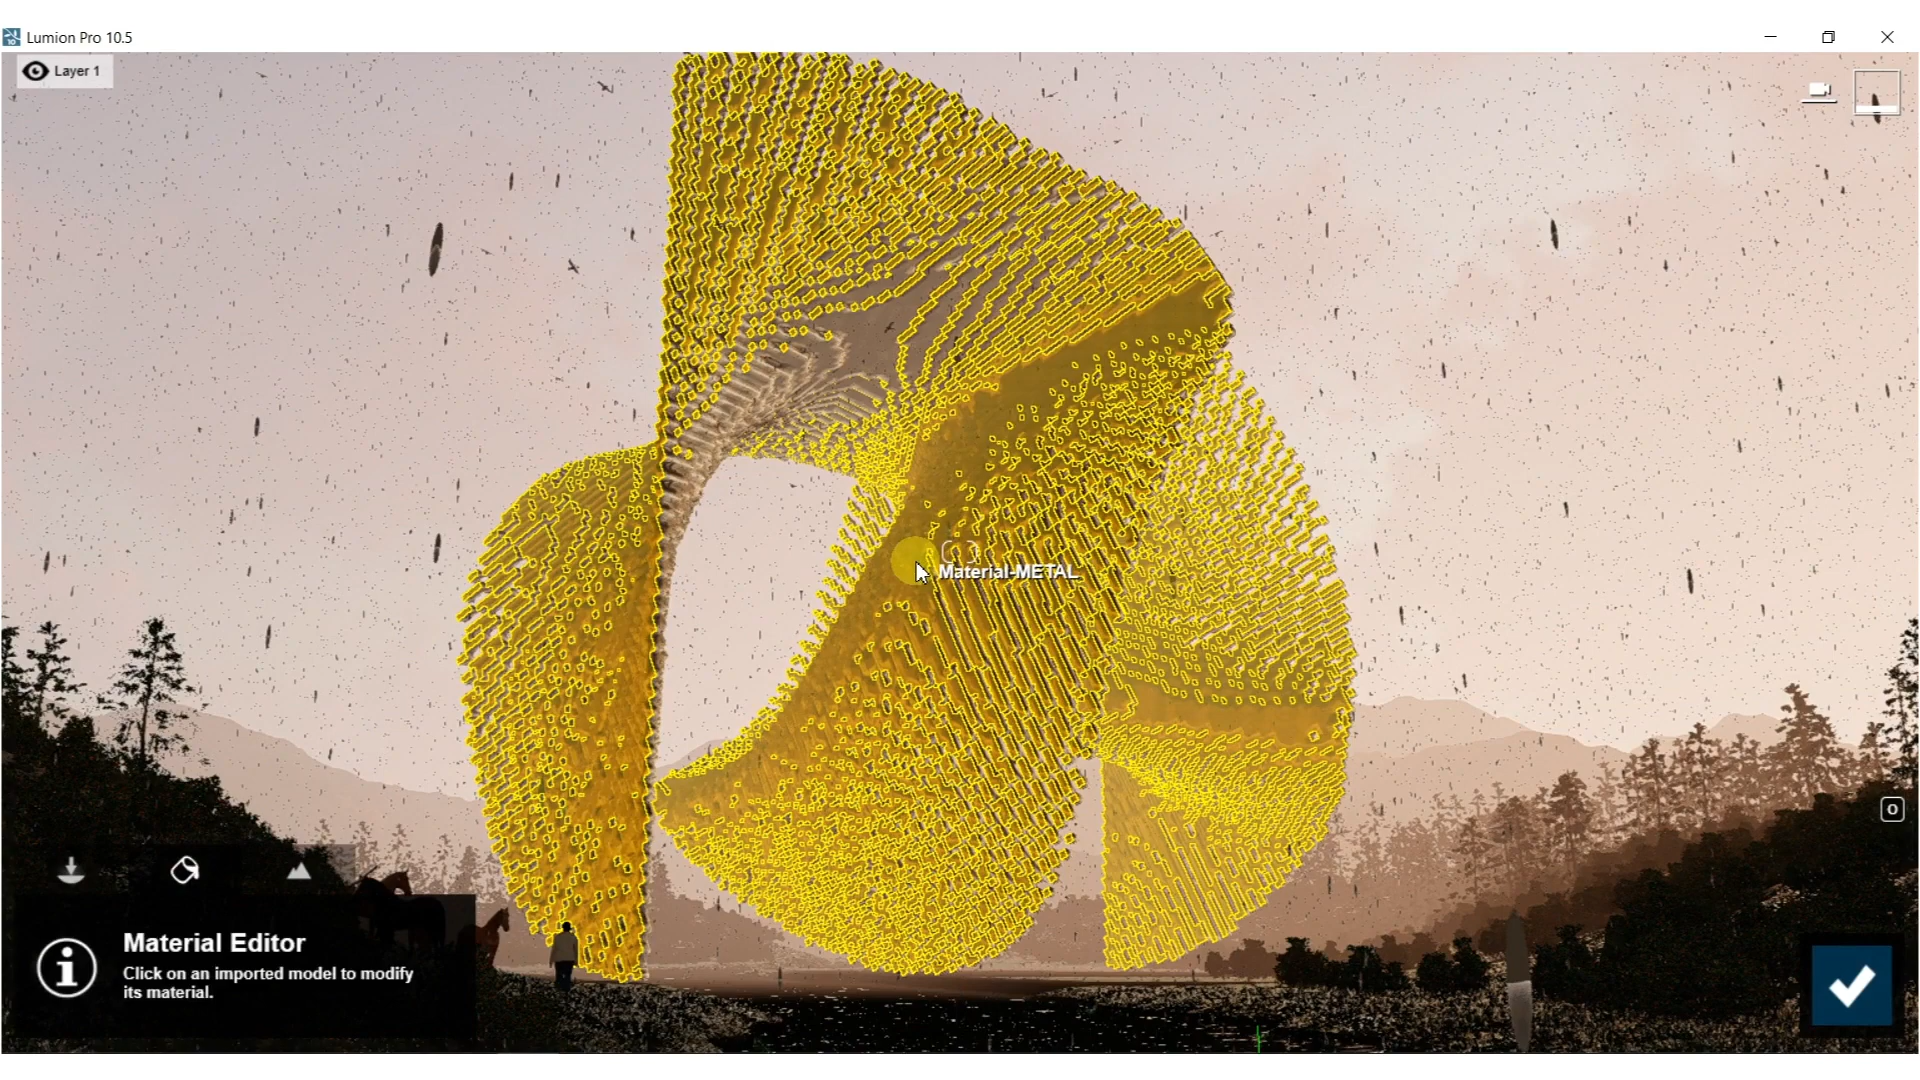 Lumion Pro 10.5
Layer 1
Material-METAL
O
Material Editor
Click on an imported model to modify
its material.